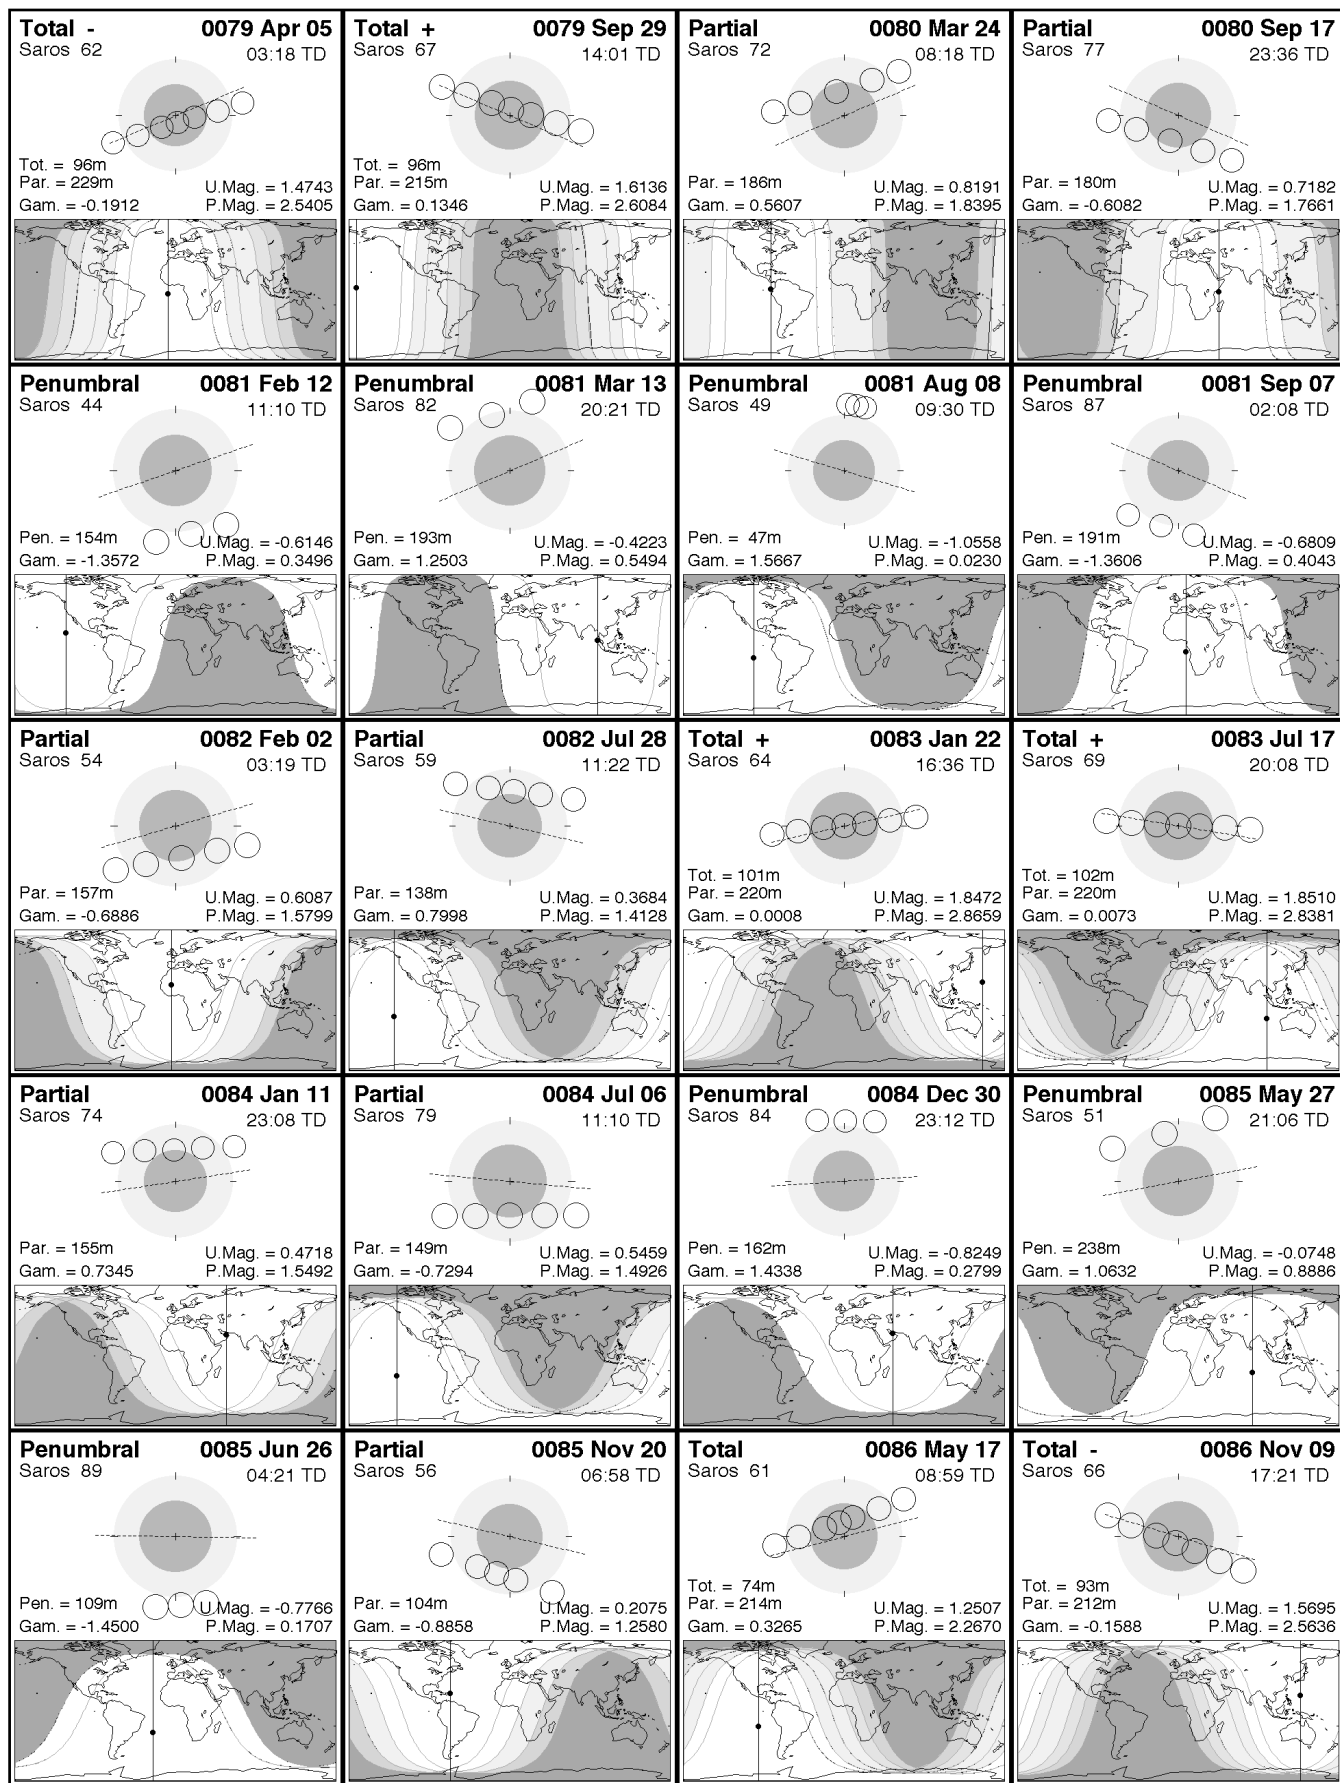 Total - 0079 Apr 05
Saros 62 03:18 TD
Tot. = 96m
Par. = 229m U.Mag. = 1.4743
Gam. = -0.1912 P.Mag. = 2.5405
Total + 0079 Sep 29
Saros 67 14:01 TD
Tot. = 96m
Par. = 215m U.Mag. = 1.6136
Gam. = 0.1346 P.Mag. = 2.6084
Partial 0080 Mar 24
Saros 72 08:18 TD
Par. = 186m U.Mag. = 0.8191
Gam. = 0.5607 P.Mag. = 1.8395
Partial 0080 Sep 17
Saros 77 23:36 TD
Par. = 180m U.Mag. = 0.7182
Gam. = -0.6082 P.Mag. = 1.7661
Penumbral 0081 Feb 12
Saros 44 11:10 TD
Pen. = 154m U.Mag. = -0.6146
Gam. = -1.3572 P.Mag. = 0.3496
Penumbral 0081 Mar 13
Saros 82 20:21 TD
Pen. = 193m U.Mag. = -0.4223
Gam. = 1.2503 P.Mag. = 0.5494
Penumbral 0081 Aug 08
Saros 49 09:30 TD
Pen. = 47m U.Mag. = -1.0558
Gam. = 1.5667 P.Mag. = 0.0230
Penumbral 0081 Sep 07
Saros 87 02:08 TD
Pen. = 191m U.Mag. = -0.6809
Gam. = -1.3606 P.Mag. = 0.4043
Partial 0082 Feb 02
Saros 54 03:19 TD
Par. = 157m U.Mag. = 0.6087
Gam. = -0.6886 P.Mag. = 1.5799
Partial 0082 Jul 28
Saros 59 11:22 TD
Par. = 138m U.Mag. = 0.3684
Gam. = 0.7998 P.Mag. = 1.4128
Total + 0083 Jan 22
Saros 64 16:36 TD
Tot. = 101m
Par. = 220m U.Mag. = 1.8472
Gam. = 0.0008 P.Mag. = 2.8659
Total + 0083 Jul 17
Saros 69 20:08 TD
Tot. = 102m
Par. = 220m U.Mag. = 1.8510
Gam. = 0.0073 P.Mag. = 2.8381
Partial 0084 Jan 11
Saros 74 23:08 TD
Par. = 155m U.Mag. = 0.4718
Gam. = 0.7345 P.Mag. = 1.5492
Partial 0084 Jul 06
Saros 79 11:10 TD
Par. = 149m U.Mag. = 0.5459
Gam. = -0.7294 P.Mag. = 1.4926
Penumbral 0084 Dec 30
Saros 84 23:12 TD
Pen. = 162m U.Mag. = -0.8249
Gam. = 1.4338 P.Mag. = 0.2799
Penumbral 0085 May 27
Saros 51 21:06 TD
Pen. = 238m U.Mag. = -0.0748
Gam. = 1.0632 P.Mag. = 0.8886
Penumbral 0085 Jun 26
Saros 89 04:21 TD
Pen. = 109m U.Mag. = -0.7766
Gam. = -1.4500 P.Mag. = 0.1707
Partial 0085 Nov 20
Saros 56 06:58 TD
Par. = 104m U.Mag. = 0.2075
Gam. = -0.8858 P.Mag. = 1.2580
Total 0086 May 17
Saros 61 08:59 TD
Tot. = 74m
Par. = 214m U.Mag. = 1.2507
Gam. = 0.3265 P.Mag. = 2.2670
Total - 0086 Nov 09
Saros 66 17:21 TD
Tot. = 93m
Par. = 212m U.Mag. = 1.5695
Gam. = -0.1588 P.Mag. = 2.5636